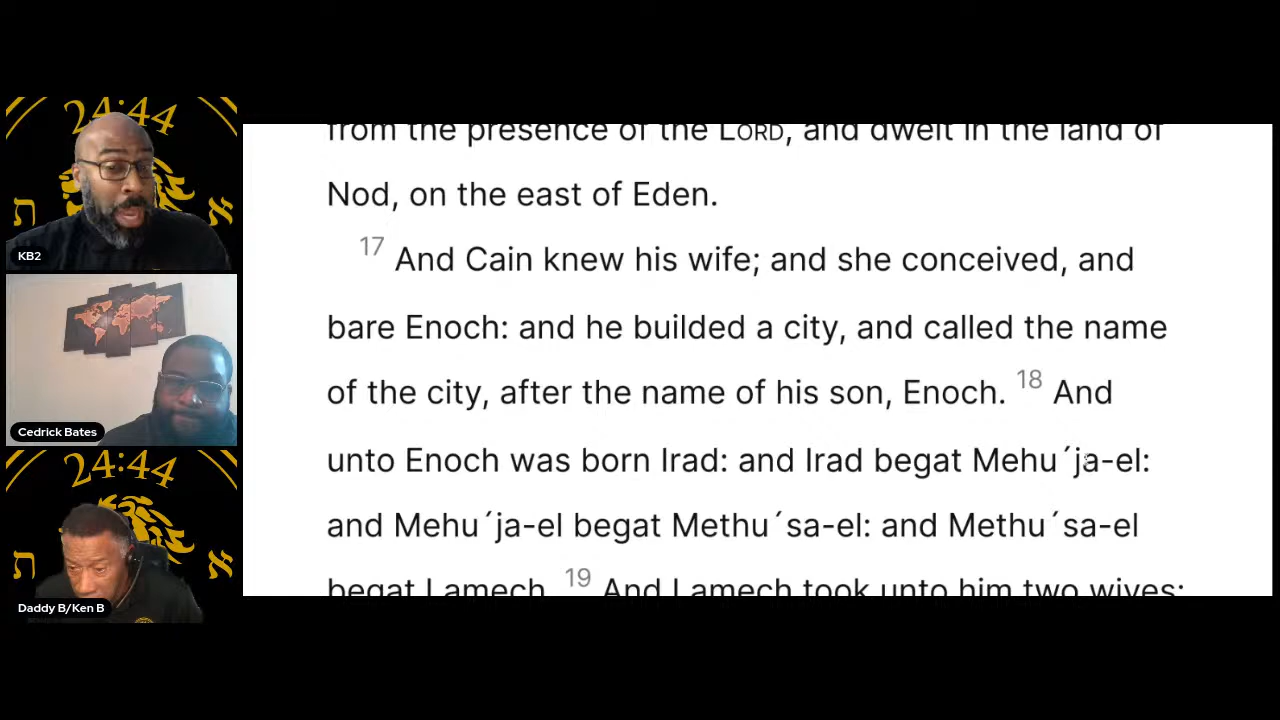 24:44
ת
א
KB2
Cedrick Bates
24:44
ת
א
Daddy B/Ken B
from the presence of the LORD, and dwelt in the land of
Nod, on the east of Eden.
17 And Cain knew his wife; and she conceived, and
bare Enoch: and he builded a city, and called the name
of the city, after the name of his son, Enoch. 18 And
unto Enoch was born Irad: and Irad begat Mehu´ja-el:
and Mehu´ja-el begat Methu´sa-el: and Methu´sa-el
begat Lamech. 19 And Lamech took unto him two wives: